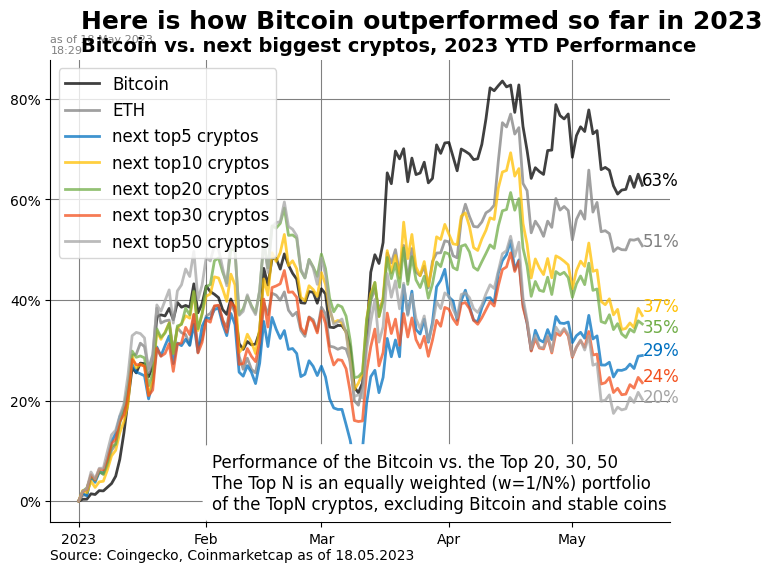 Here is how Bitcoin outperformed so far in 2023
as of 18 May 2023
18:29
Bitcoin vs. next biggest cryptos, 2023 YTD Performance
Bitcoin
ETH
next top5 cryptos
next top10 cryptos
next top20 cryptos
next top30 cryptos
next top50 cryptos
80%
60%
40%
20%
0%
63%
51%
37%
35%
29%
24%
20%
Performance of the Bitcoin vs. the Top 20, 30, 50
The Top N is an equally weighted (w=1/N%) portfolio
of the TopN cryptos, excluding Bitcoin and stable coins
2023 Feb Mar Apr May
Source: Coingecko, Coinmarketcap as of 18.05.2023